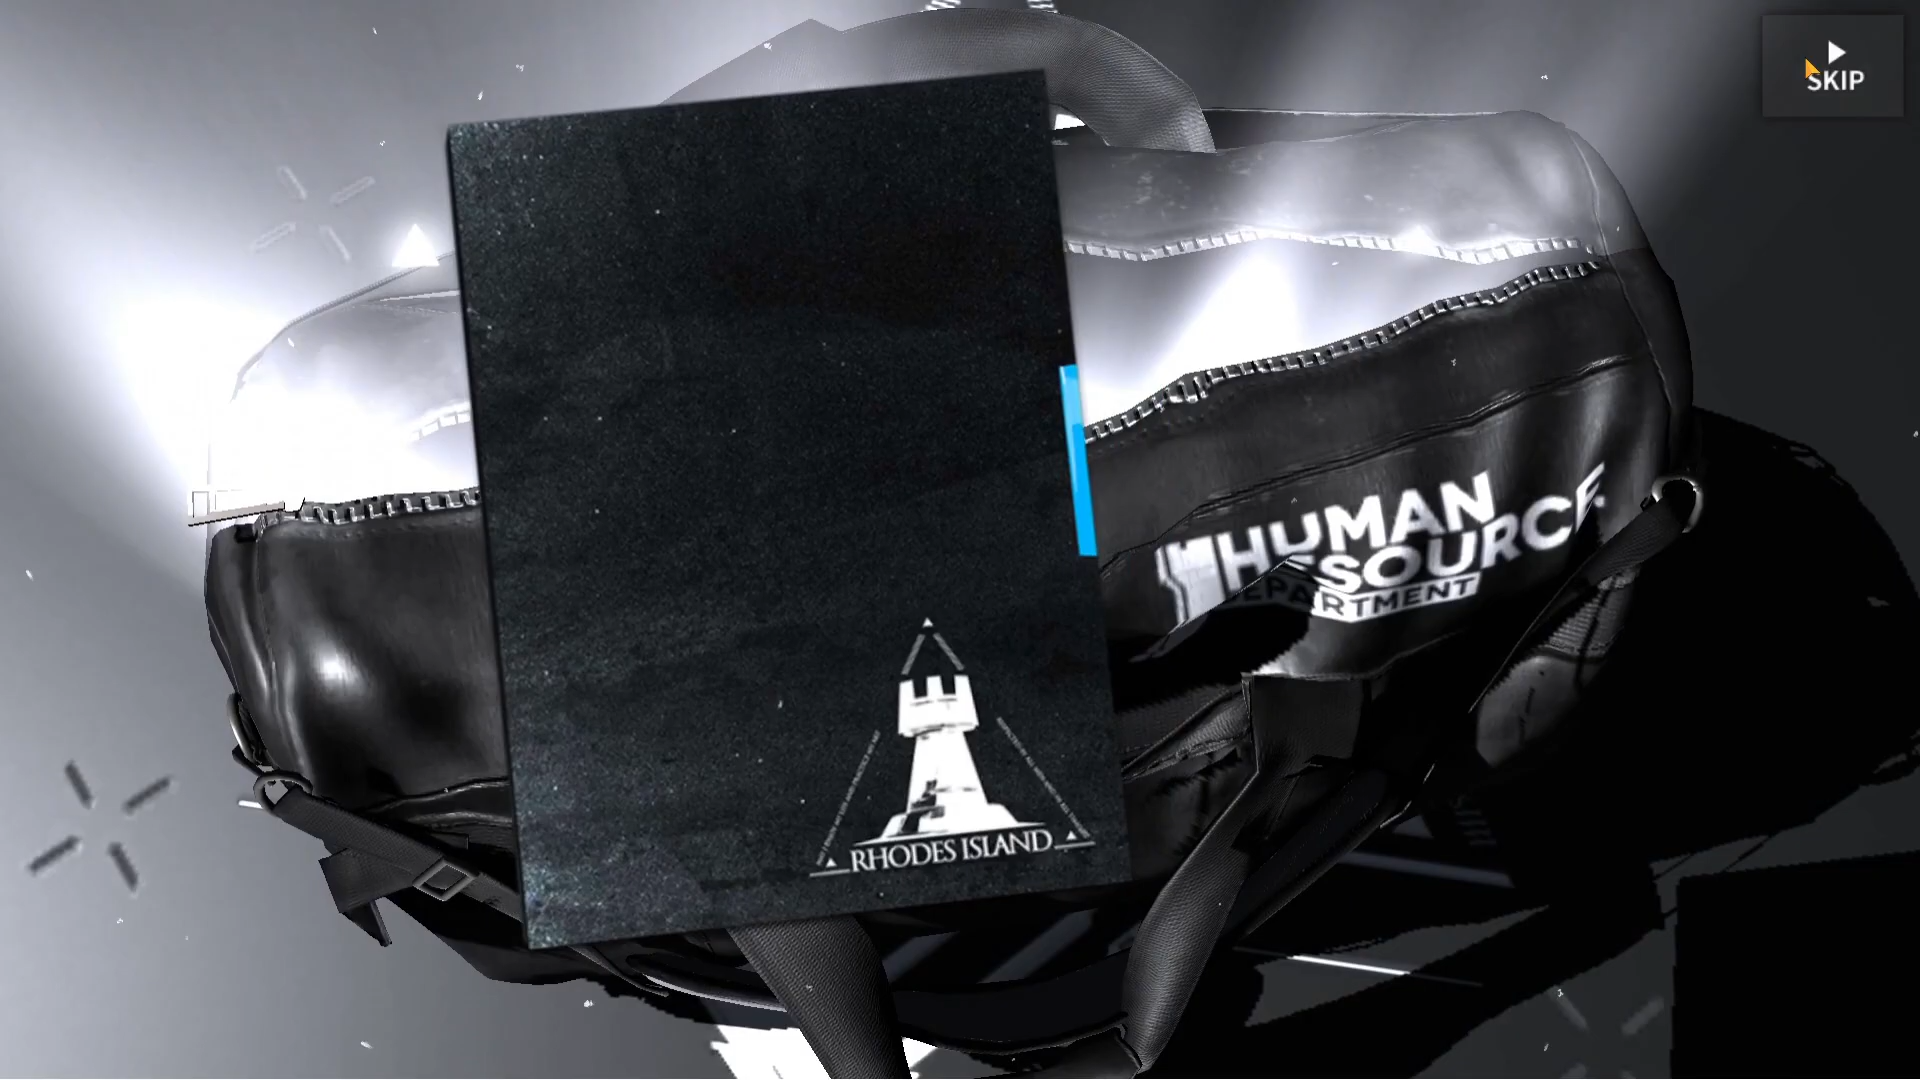 SKIP
HUMAN
RESOURCE
DEPARTMENT
RHODES ISLAND